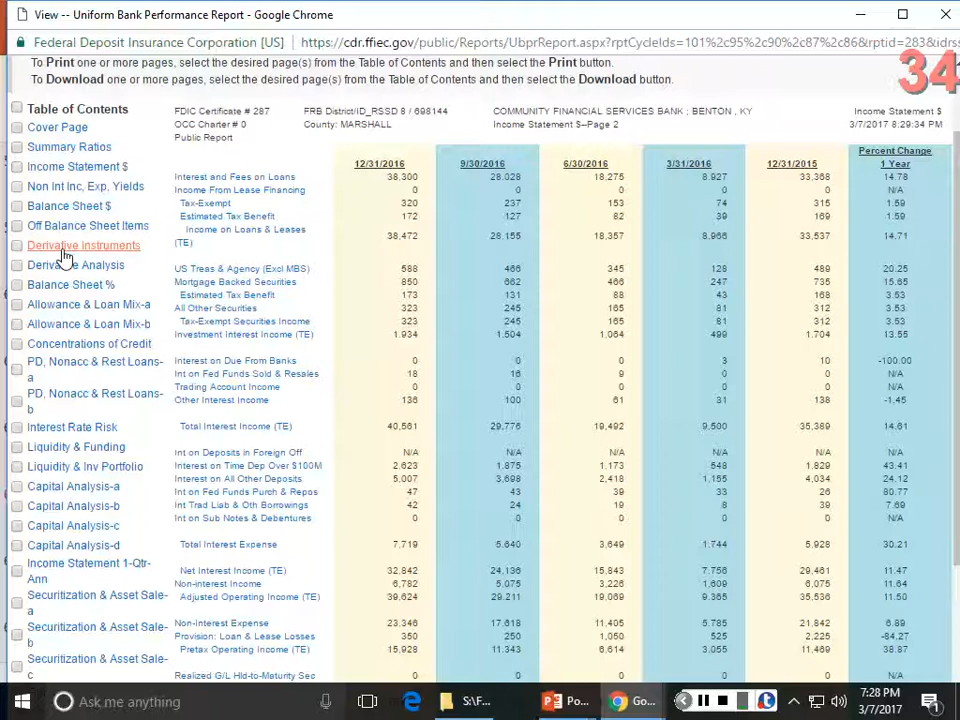 View -- Uniform Bank Performance Report - Google Chrome
Federal Deposit Insurance Corporation [US] https://cdr.ffiec.gov/public/Reports/UbprReport.aspx?rptCycleIds=101%2c95%2c90%2c87%2c86&rptid=283&idrss
To Print one or more pages, select the desired page(s) from the Table of Contents and then select the Print button.
To Download one or more pages, select the desired page(s) from the Table of Contents and then select the Download button.
34
Table of Contents
Cover Page
Summary Ratios
Income Statement $
Non Int Inc, Exp, Yields
Balance Sheet $
Off Balance Sheet Items
Derivative Instruments
Derivative Analysis
Balance Sheet %
Allowance & Loan Mix-a
Allowance & Loan Mix-b
Concentrations of Credit
PD, Nonacc & Rest Loans-
a
PD, Nonacc & Rest Loans-
b
Interest Rate Risk
Liquidity & Funding
Liquidity & Inv Portfolio
Capital Analysis-a
Capital Analysis-b
Capital Analysis-c
Capital Analysis-d
Income Statement 1-Qtr-
Ann
Securitization & Asset Sale-
a
Securitization & Asset Sale-
b
Securitization & Asset Sale-
c
FDIC Certificate # 287 FRB District/ID_RSSD 8 / 698144 COMMUNITY FINANCIAL SERVICES BANK ; BENTON , KY Income Statement $
OCC Charter # 0 County: MARSHALL Income Statement $--Page 2 3/7/2017 8:29:34 PM
Public Report
Percent Change
12/31/2016 9/30/2016 6/30/2016 3/31/2016 12/31/2015 1 Year
Interest and Fees on Loans 38,300 28,028 18,275 8,927 33,368 14.78
Income From Lease Financing 0 0 0 0 0 N/A
Tax-Exempt 320 237 153 74 315 1.59
Estimated Tax Benefit 172 127 82 39 169 1.59
Income on Loans & Leases
(TE) 38,472 28,155 18,357 8,966 33,537 14.71
US Treas & Agency (Excl MBS) 588 466 345 128 489 20.25
Mortgage Backed Securities 850 662 466 247 735 15.65
Estimated Tax Benefit 173 131 88 43 168 3.53
All Other Securities 323 245 165 81 312 3.53
Tax-Exempt Securities Income 323 245 165 81 312 3.53
Investment Interest Income (TE) 1,934 1,504 1,064 499 1,704 13.55
Interest on Due From Banks 0 0 0 3 10 -100.00
Int on Fed Funds Sold & Resales 18 16 9 0 0 N/A
Trading Account Income 0 0 0 0 0 N/A
Other Interest Income 136 100 61 31 138 -1.45
Total Interest Income (TE) 40,561 29,776 19,492 9,500 35,389 14.61
Int on Deposits in Foreign Off N/A N/A N/A N/A N/A N/A
Interest on Time Dep Over $100M 2,623 1,875 1,173 548 1,829 43.41
Interest on All Other Deposits 5,007 3,698 2,418 1,155 4,034 24.12
Int on Fed Funds Purch & Repos 47 43 39 33 26 80.77
Int Trad Liab & Oth Borrowings 42 24 19 8 39 7.69
Int on Sub Notes & Debentures 0 0 0 0 0 N/A
Total Interest Expense 7,719 5,640 3,649 1,744 5,928 30.21
Net Interest Income (TE) 32,842 24,136 15,843 7,756 29,461 11.47
Non-interest Income 6,782 5,075 3,226 1,609 6,075 11.64
Adjusted Operating Income (TE) 39,624 29,211 19,069 9,365 35,536 11.50
Non-Interest Expense 23,346 17,618 11,405 5,785 21,842 6.89
Provision: Loan & Lease Losses 350 250 1,050 525 2,225 -84.27
Pretax Operating Income (TE) 15,928 11,343 6,614 3,055 11,469 38.87
Realized G/L Hld-to-Maturity Sec 0 0 0 0 0 N/A
Ask me anything
S:\F...
Po...
Go...
7:28 PM
3/7/2017
1